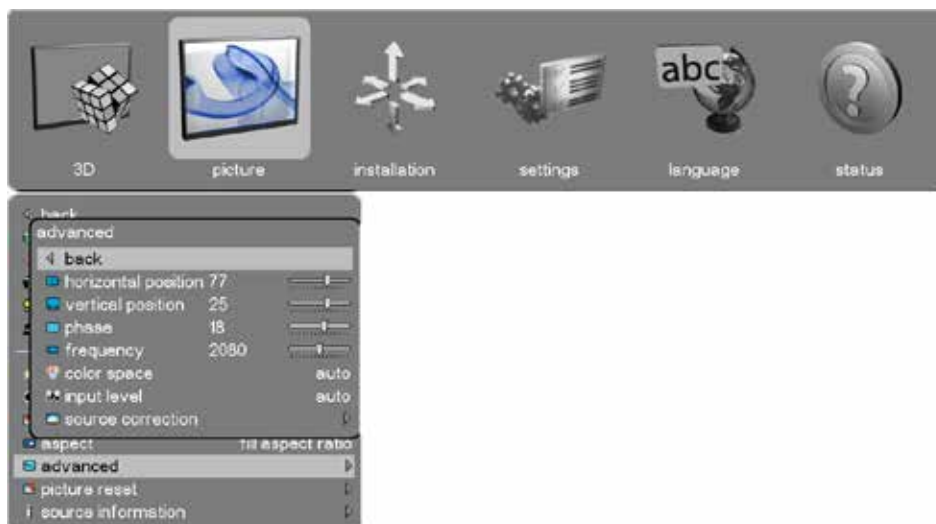 abc
3D picture installation settings language status
back
advanced
back
horizontal position 77
vertical position 25
phase 18
frequency 2080
color space auto
input level auto
source correction
aspect fill aspect ratio
advanced
picture reset
source information